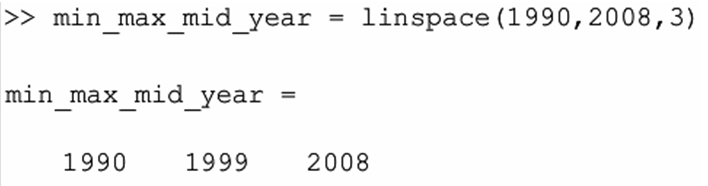 >> min_max_mid_year = linspace(1990,2008,3)
min_max_mid_year =
1990 1999 2008